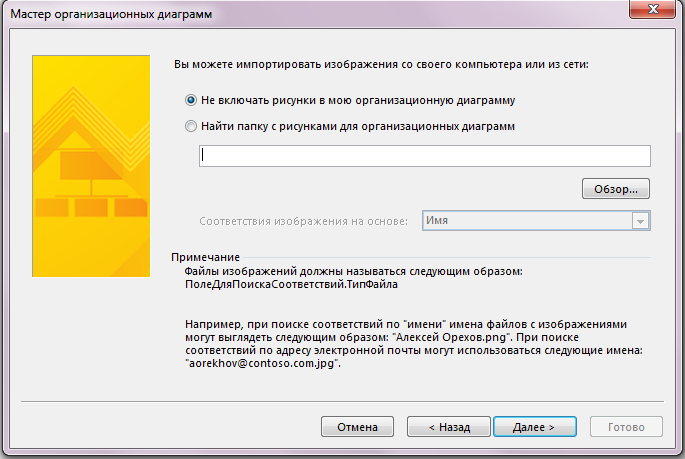 Мастер организационных диаграмм
Вы можете импортировать изображения со своего компьютера или из сети:
Не включать рисунки в мою организационную диаграмму
Найти папку с рисунками для организационных диаграмм
Обзор...
Соответствия изображения на основе:
Имя
Примечание
Файлы изображений должны называться следующим образом:
ПолеДляПоискаСоответствий.ТипФайла
Например, при поиске соответствий по "имени" имена файлов с изображениями
могут выглядеть следующим образом: "Алексей Орехов.png". При поиске
соответствий по адресу электронной почты могут использоваться следующие имена:
"aorekhov@contoso.com.jpg".
Отмена
< Назад
Далее >
Готово